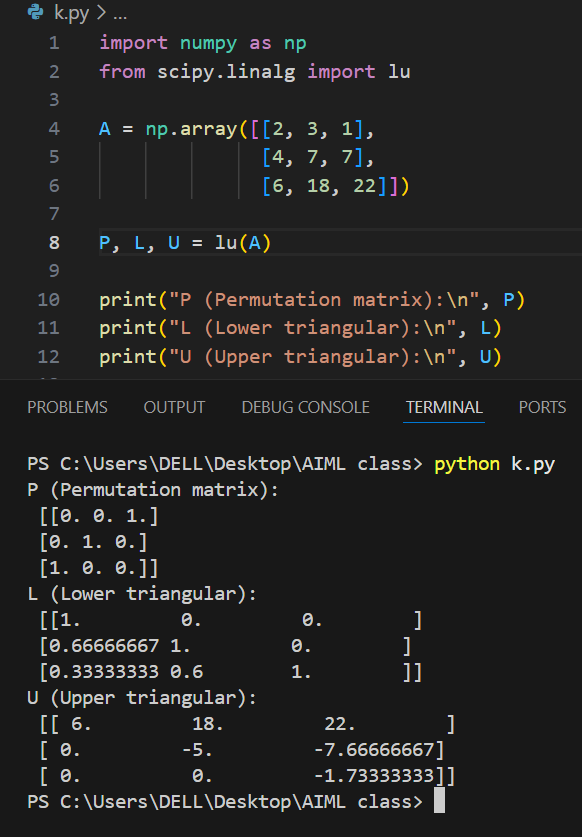 k.py > ...
1 import numpy as np
2 from scipy.linalg import lu
3
4 A = np.array([[2, 3, 1],
5               [4, 7, 7],
6               [6, 18, 22]])
7
8 P, L, U = lu(A)
9
10 print("P (Permutation matrix):\n", P)
11 print("L (Lower triangular):\n", L)
12 print("U (Upper triangular):\n", U)
PROBLEMS OUTPUT DEBUG CONSOLE TERMINAL PORTS
PS C:\Users\DELL\Desktop\AIML class> python k.py
P (Permutation matrix):
 [[0. 0. 1.]
 [0. 1. 0.]
 [1. 0. 0.]]
L (Lower triangular):
 [[1.         0.         0.        ]
 [0.66666667 1.         0.        ]
 [0.33333333 0.6        1.        ]]
U (Upper triangular):
 [[ 6.         18.         22.        ]
 [ 0.         -5.         -7.66666667]
 [ 0.          0.         -1.73333333]]
PS C:\Users\DELL\Desktop\AIML class>